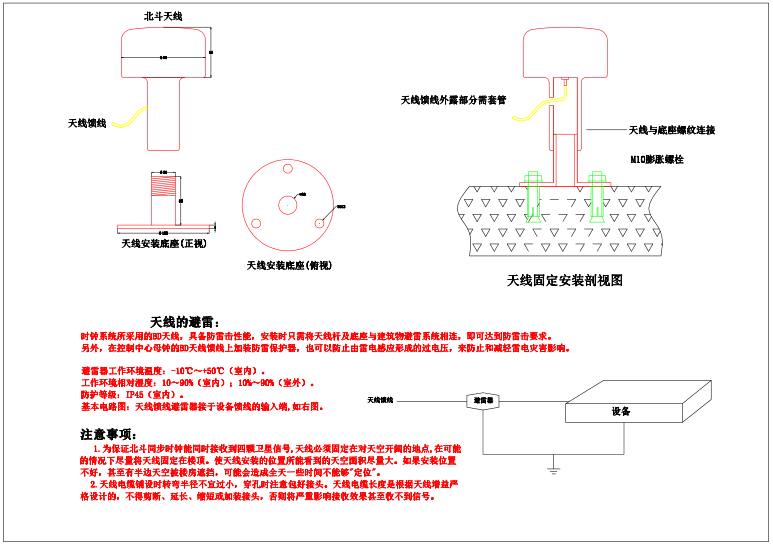 北斗天线
天线馈线
天线馈线外露部分需套管
天线与底座螺纹连接
M10膨胀螺栓
天线安装底座(正视)
天线安装底座(俯视)
天线固定安装剖视图
天线的避雷:
时钟系统所采用的BD天线,具备防雷击性能,安装时只需将天线杆及底座与建筑物避雷系统相连,即可达到防雷击要求。
另外,在控制中心母钟的BD天线馈线上加装防雷保护器,也可以防止由雷电感应形成的过电压,来防止和减轻雷电灾害影响。
避雷器工作环境温度: -10℃～+50℃(室内)。
工作环境相对湿度: 10～90%(室内); 10%～90%(室外)。
防护等级: IP45(室内)。
基本电路图: 天线馈线避雷器接于设备馈线的输入端,如右图。
天线馈线
避雷器
设备
注意事项:
1.为保证北斗同步时钟能同时接收到四颗卫星信号,天线必须固定在对天空开阔的地点,在可能
的情况下尽量将天线固定在楼顶。使天线安装的位置所能看到的天空面积尽量大。如果安装位置
不好,甚至有半边天空被楼房遮挡,可能会造成全天一些时间不能够"定位"。
2.天线电缆铺设时转弯半径不宜过小,穿孔时注意包好接头。天线电缆长度是根据天线增益严
格设计的,不得剪断、延长、缩短或加装接头,否则将严重影响接收效果甚至收不到信号。